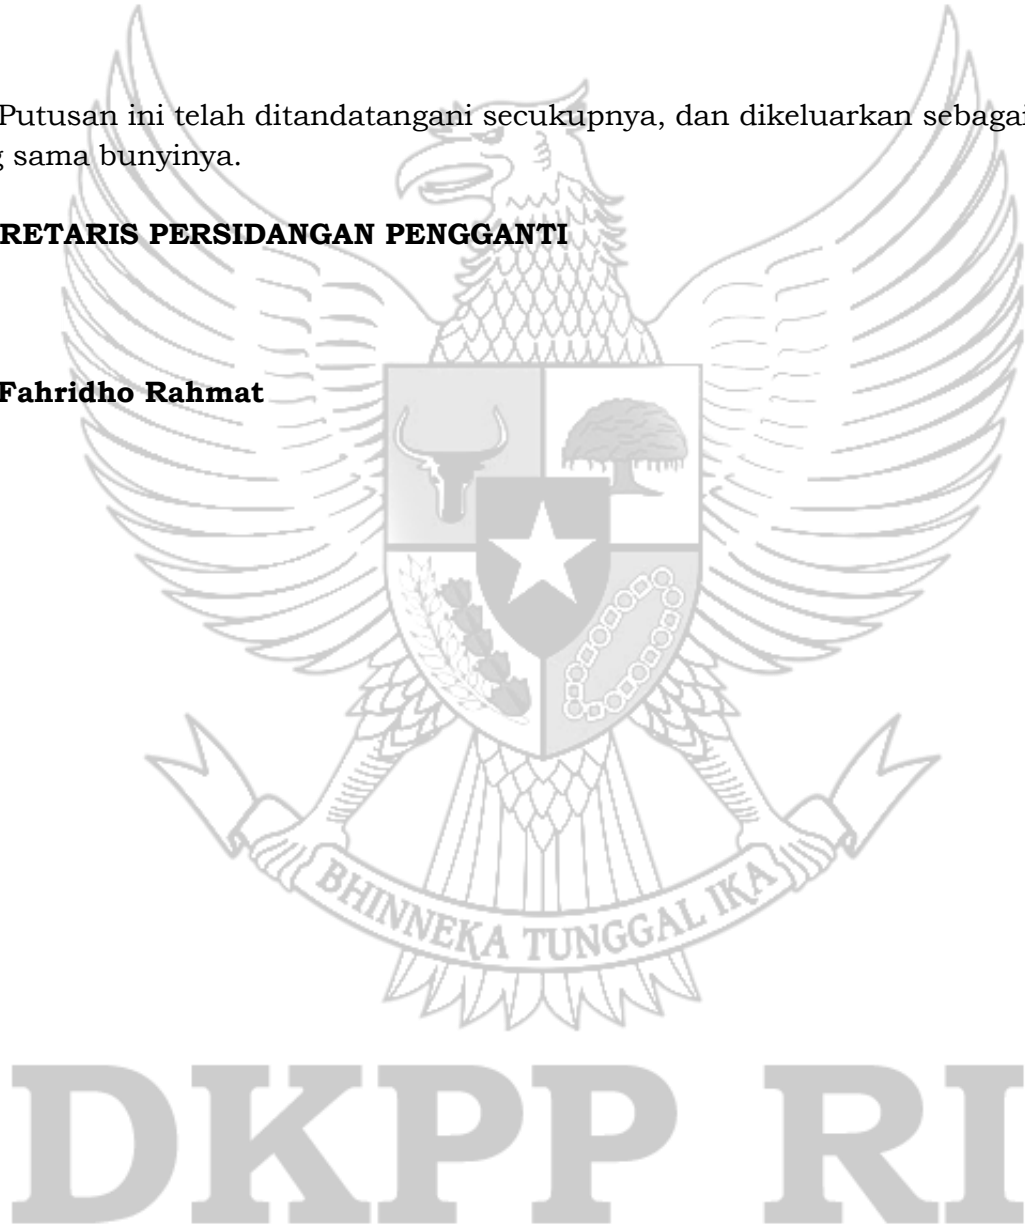 Putusan ini telah ditandatangani secukupnya, dan dikeluarkan sebagai
g sama bunyinya.
RETARIS PERSIDANGAN PENGGANTI
Fahridho Rahmat
BHINNEKA TUNGGAL IKA
DKPP RI